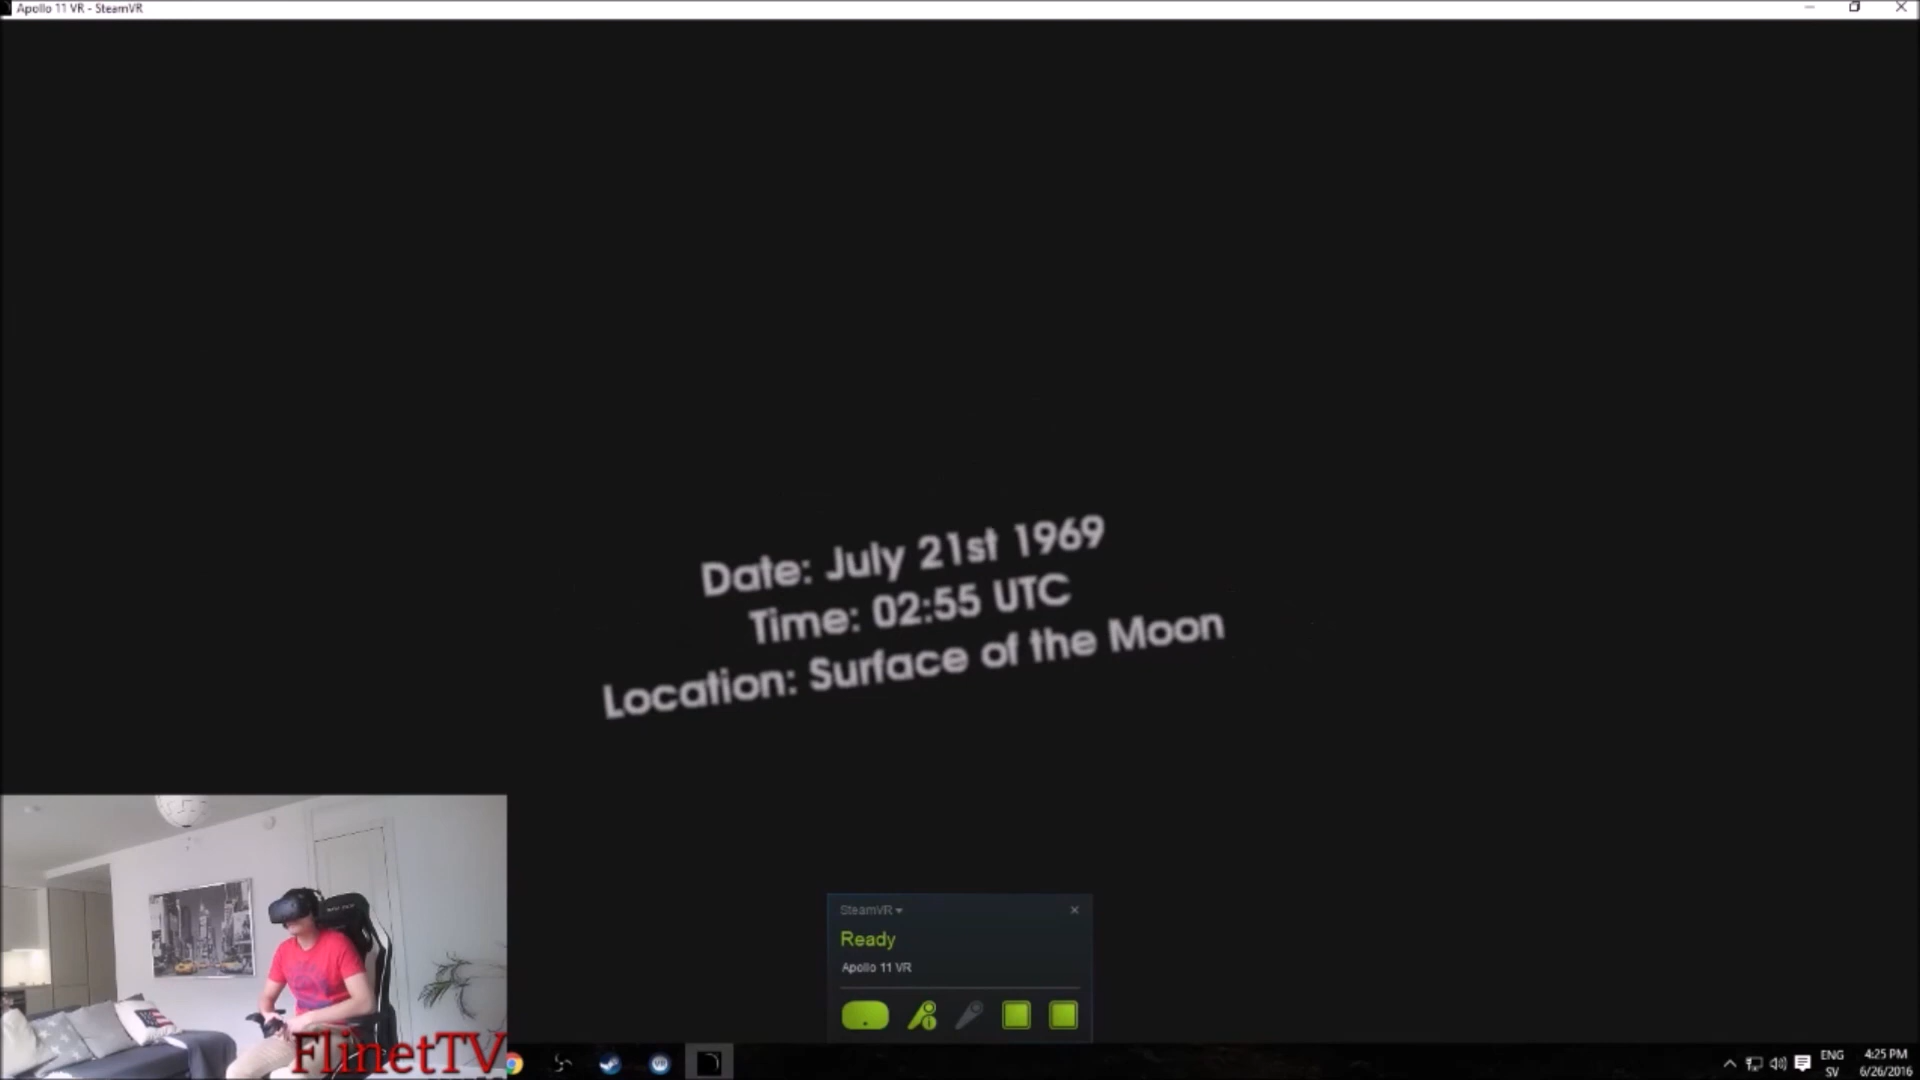 Apollo 11 VR - SteamVR
Date: July 21st 1969
Time: 02:55 UTC
Location: Surface of the Moon
SteamVR
Ready
Apollo 11 VR
FlinetTV
ENG
SV
4:25 PM
6/26/2016